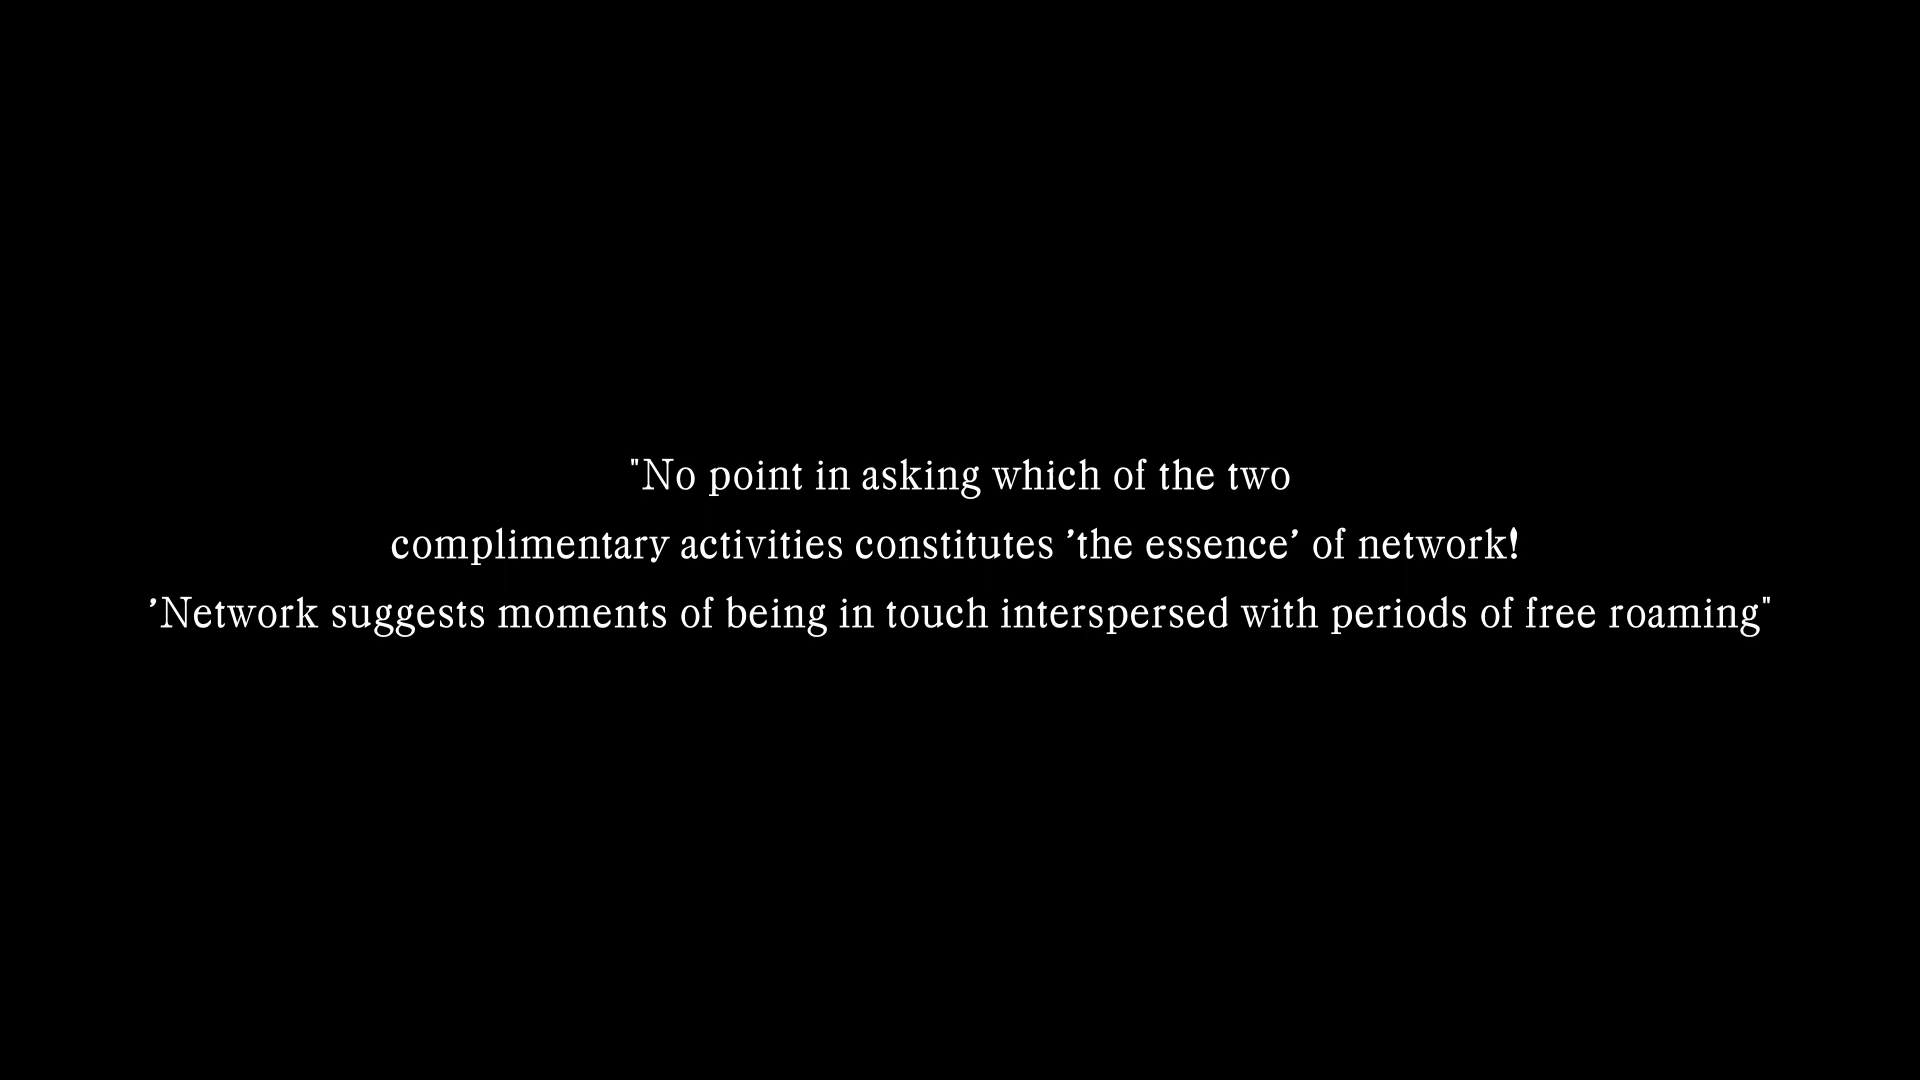 "No point in asking which of the two
complimentary activities constitutes ’the essence’ of network!
’Network suggests moments of being in touch interspersed with periods of free roaming"